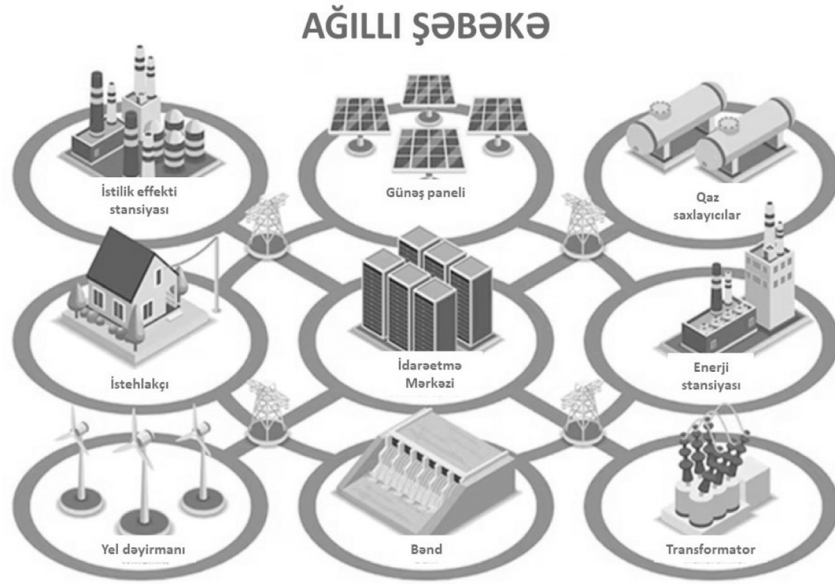 AĞILLI ŞƏBƏKƏ
İstilik effekti
stansiyası
Günəş paneli
Qaz
saxlayıcılar
İstehlakçı
İdarəetmə
Mərkəzi
Enerji
stansiyası
Yel dəyirmanı
Bənd
Transformator